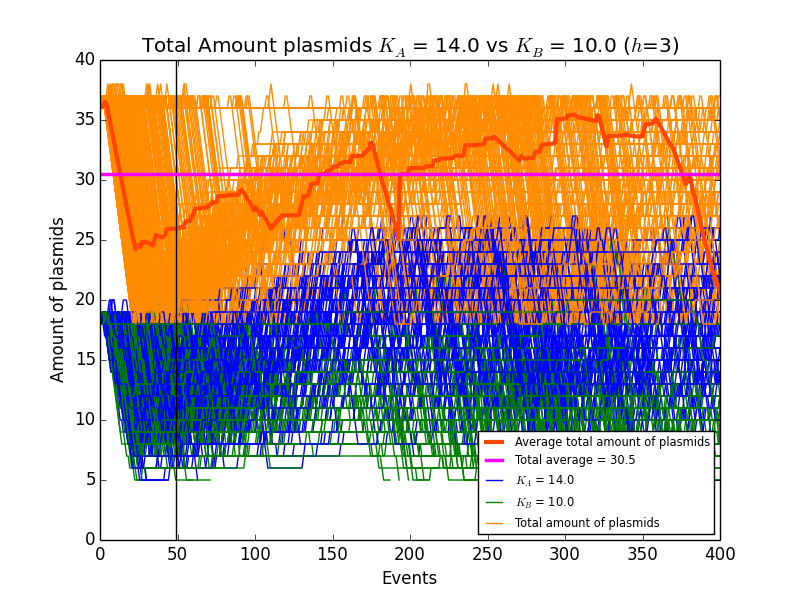 Total Amount plasmids K_A = 14.0 vs K_B = 10.0 (h=3)
40
35
30
25
20
15
10
5
0
Amount of plasmids
Average total amount of plasmids
Total average = 30.5
K_A = 14.0
K_B = 10.0
Total amount of plasmids
0 50 100 150 200 250 300 350 400
Events